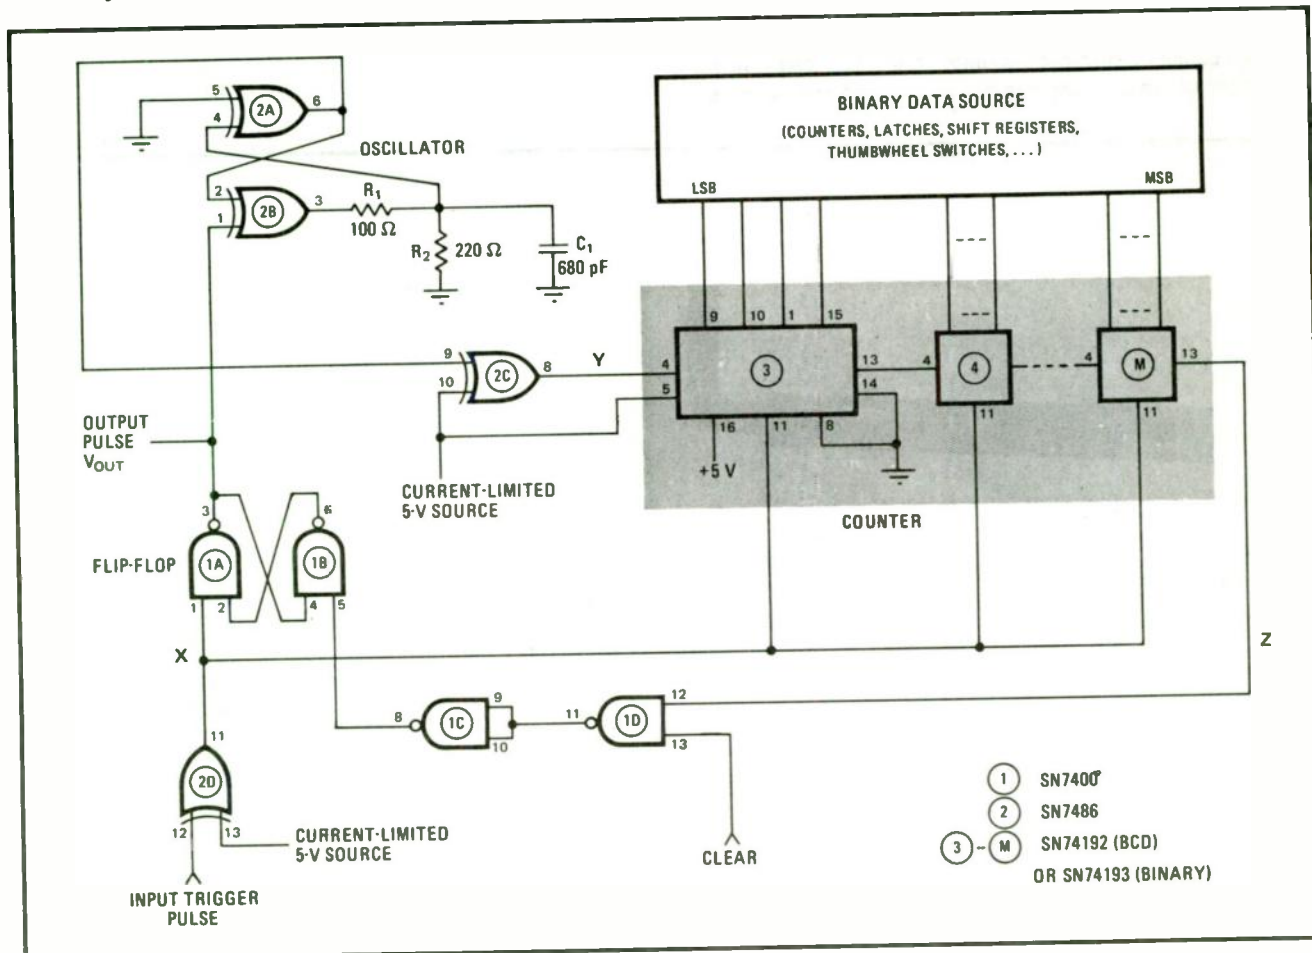 5
4
2A
6
OSCILLATOR
2
1
2B
3
R1
100 Ω
R2
220 Ω
C1
680 pF
BINARY DATA SOURCE
(COUNTERS, LATCHES, SHIFT REGISTERS,
THUMBWHEEL SWITCHES, ...)
LSB
MSB
9
10
1
15
9
10
2C
8
Y
4
5
3
13
14
16
11
8
+5 V
4
4
11
4
M
13
11
COUNTER
CURRENT-LIMITED
5-V SOURCE
OUTPUT
PULSE
VOUT
FLIP-FLOP
3
1A
1
2
6
1B
4
5
X
Z
8
1C
9
10
11
1D
12
13
CLEAR
11
2D
12
13
CURRENT-LIMITED
5-V SOURCE
INPUT TRIGGER
PULSE
1 SN7400
2 SN7486
3 - M SN74192 (BCD)
OR SN74193 (BINARY)